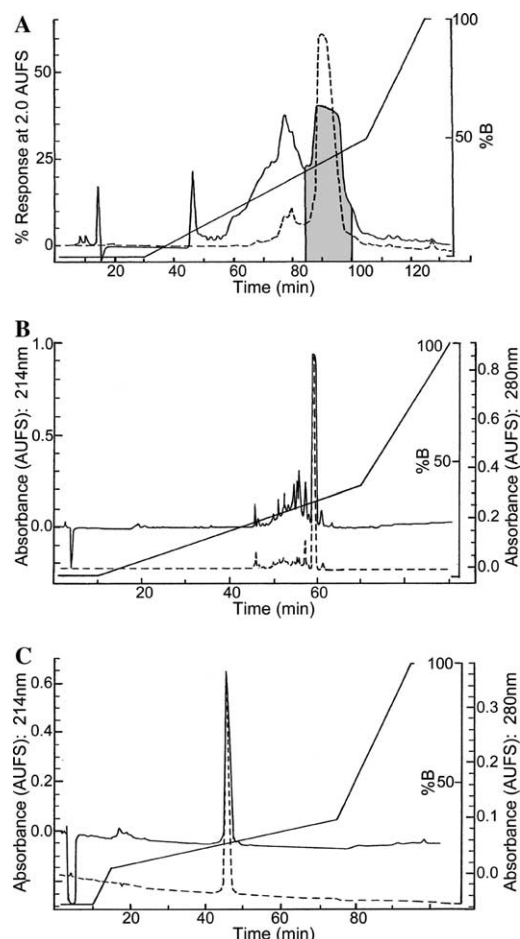 A
% Response at 2.0 AUFS
50
25
0
100
50
%B
20 40 60 80 100 120
Time (min)
B
Absorbance (AUFS): 214nm
1.0
0.5
0.0
100
50
%B
0.8
0.6
0.4
0.2
0.0
Absorbance (AUFS): 280nm
20 40 60
Time (min)
C
Absorbance (AUFS): 214nm
0.6
0.4
0.2
0.0
100
50
%B
0.3
0.2
0.1
0.0
Absorbance (AUFS): 280nm
20 40 60 80
Time (min)